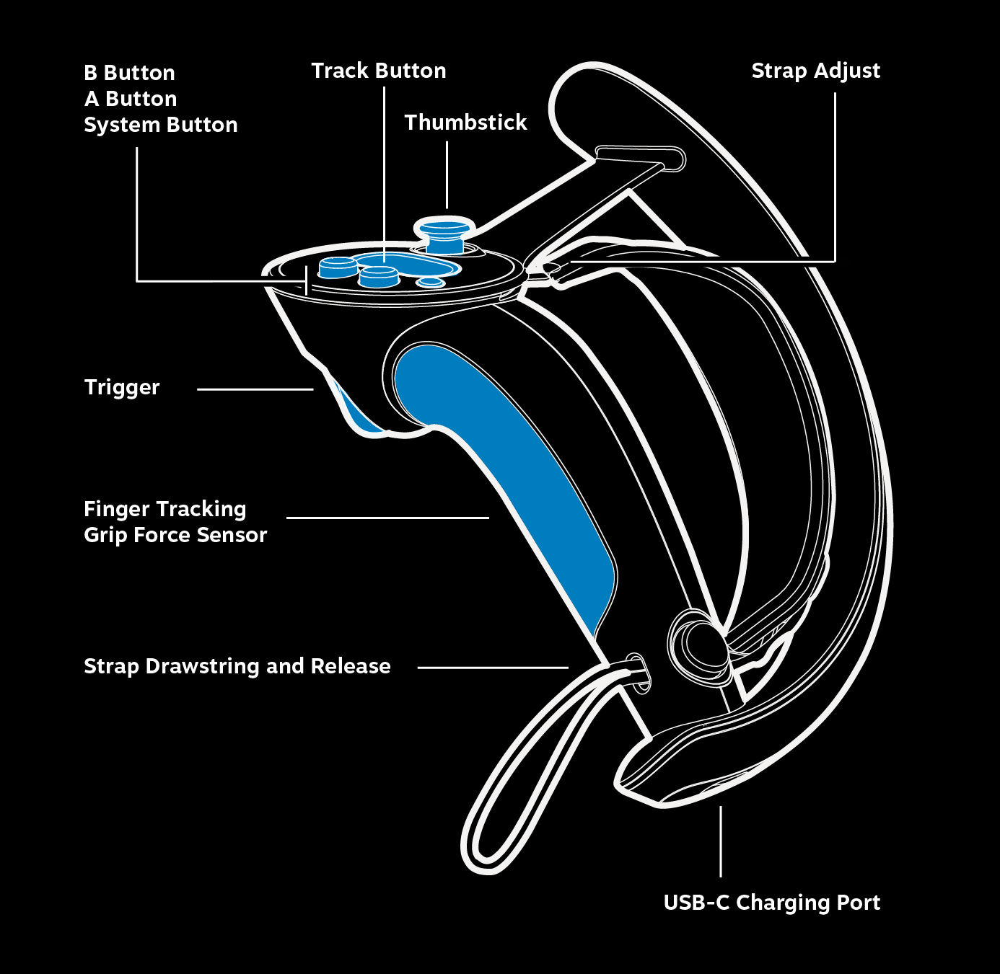 B Button
A Button
System Button
Track Button
Thumbstick
Strap Adjust
Trigger
Finger Tracking
Grip Force Sensor
Strap Drawstring and Release
USB-C Charging Port